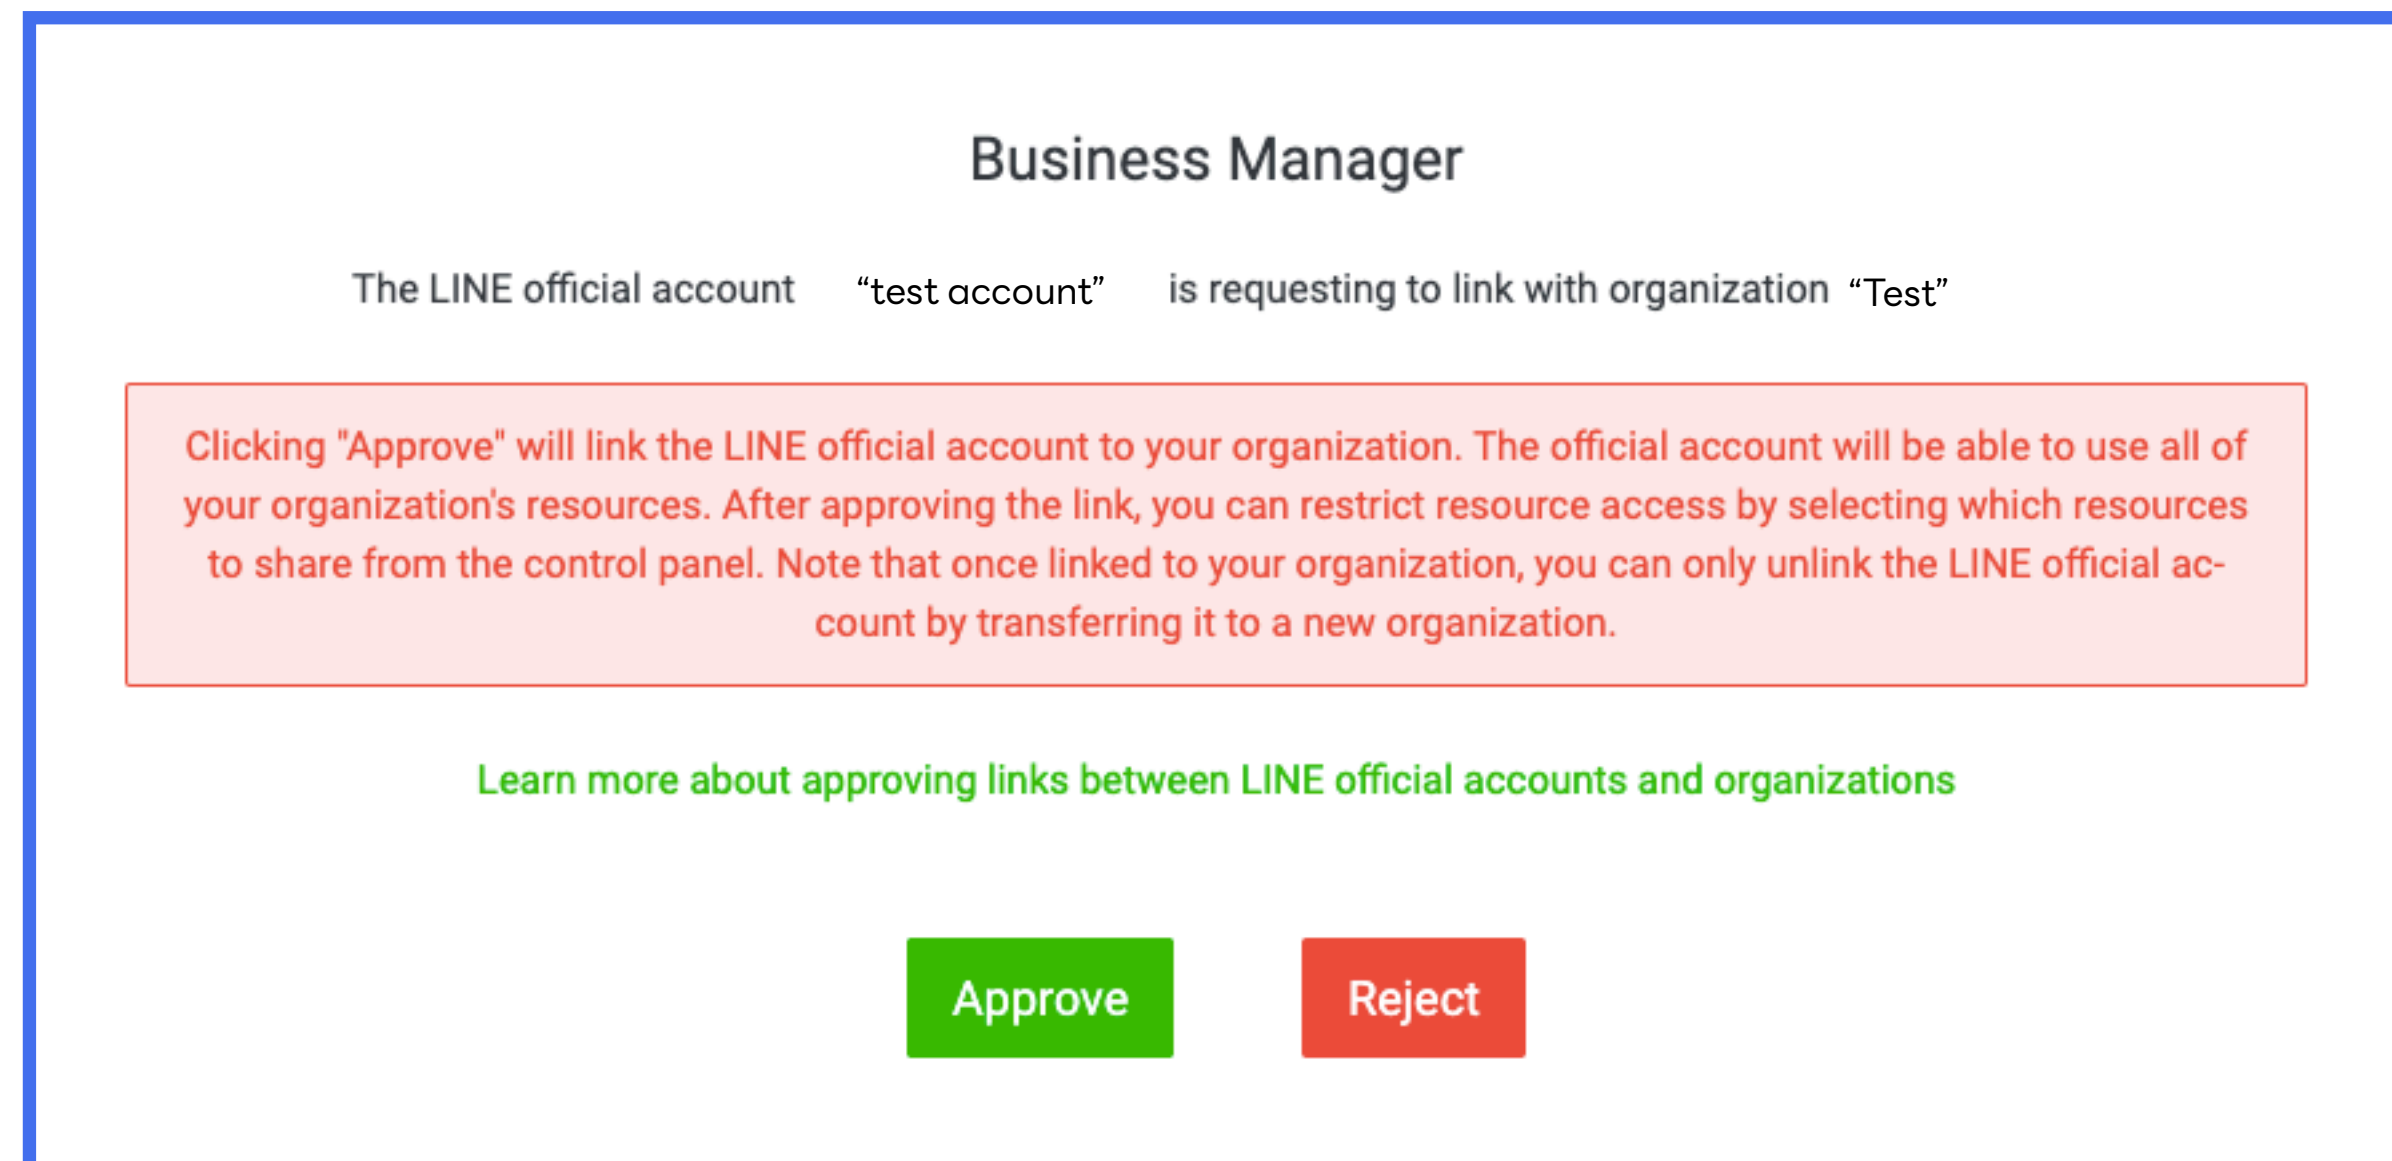 Business Manager
The LINE official account “test account” is requesting to link with organization “Test”
Clicking "Approve" will link the LINE official account to your organization. The official account will be able to use all of
your organization's resources. After approving the link, you can restrict resource access by selecting which resources
to share from the control panel. Note that once linked to your organization, you can only unlink the LINE official ac-
count by transferring it to a new organization.
Learn more about approving links between LINE official accounts and organizations
Approve Reject